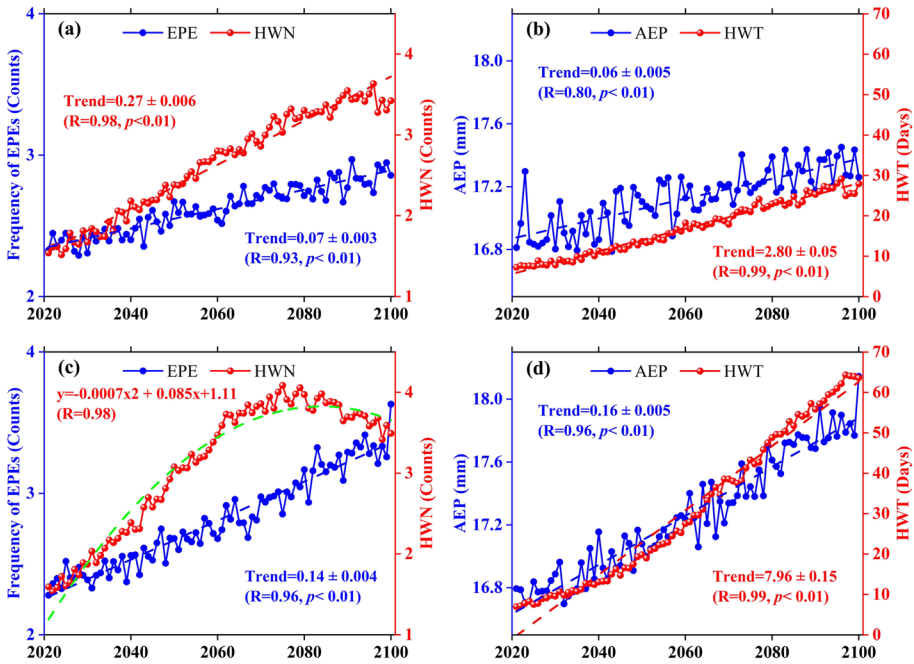 (a)
EPE HWN
Trend=0.27 ± 0.006
(R=0.98, p<0.01)
Trend=0.07 ± 0.003
(R=0.93, p< 0.01)
Frequency of EPEs (Counts)
4
3
2
HWN (Counts)
4
3
2
1
2020 2040 2060 2080 2100
(b)
AEP HWT
Trend=0.06 ± 0.005
(R=0.80, p< 0.01)
Trend=2.80 ± 0.05
(R=0.99, p< 0.01)
AEP (mm)
18.0
17.6
17.2
16.8
HWT (Days)
70
60
50
40
30
20
10
0
2020 2040 2060 2080 2100
(c)
EPE HWN
y=-0.0007x2 + 0.085x+1.11
(R=0.98)
Trend=0.14 ± 0.004
(R=0.96, p< 0.01)
Frequency of EPEs (Counts)
4
3
2
HWN (Counts)
4
3
2
1
2020 2040 2060 2080 2100
(d)
AEP HWT
Trend=0.16 ± 0.005
(R=0.96, p< 0.01)
Trend=7.96 ± 0.15
(R=0.99, p< 0.01)
AEP (mm)
18.0
17.6
17.2
16.8
HWT (Days)
70
60
50
40
30
20
10
0
2020 2040 2060 2080 2100